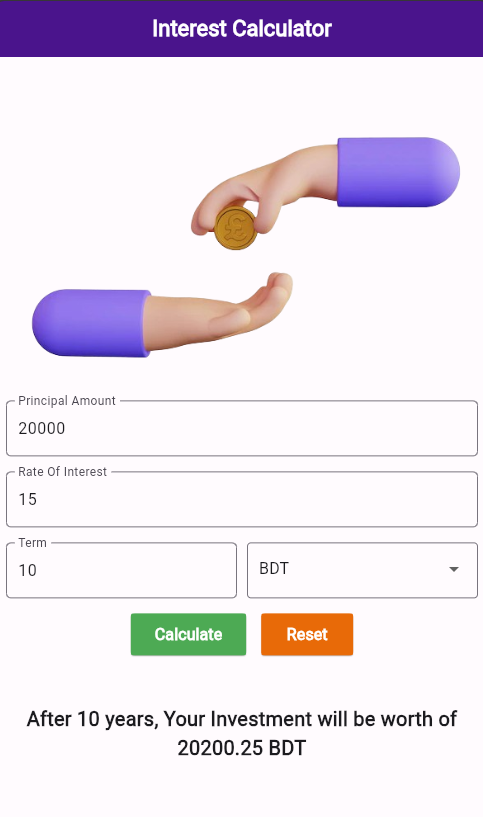 Interest Calculator
£
Principal Amount
20000
Rate Of Interest
15
Term
10
BDT
Calculate
Reset
After 10 years, Your Investment will be worth of
20200.25 BDT